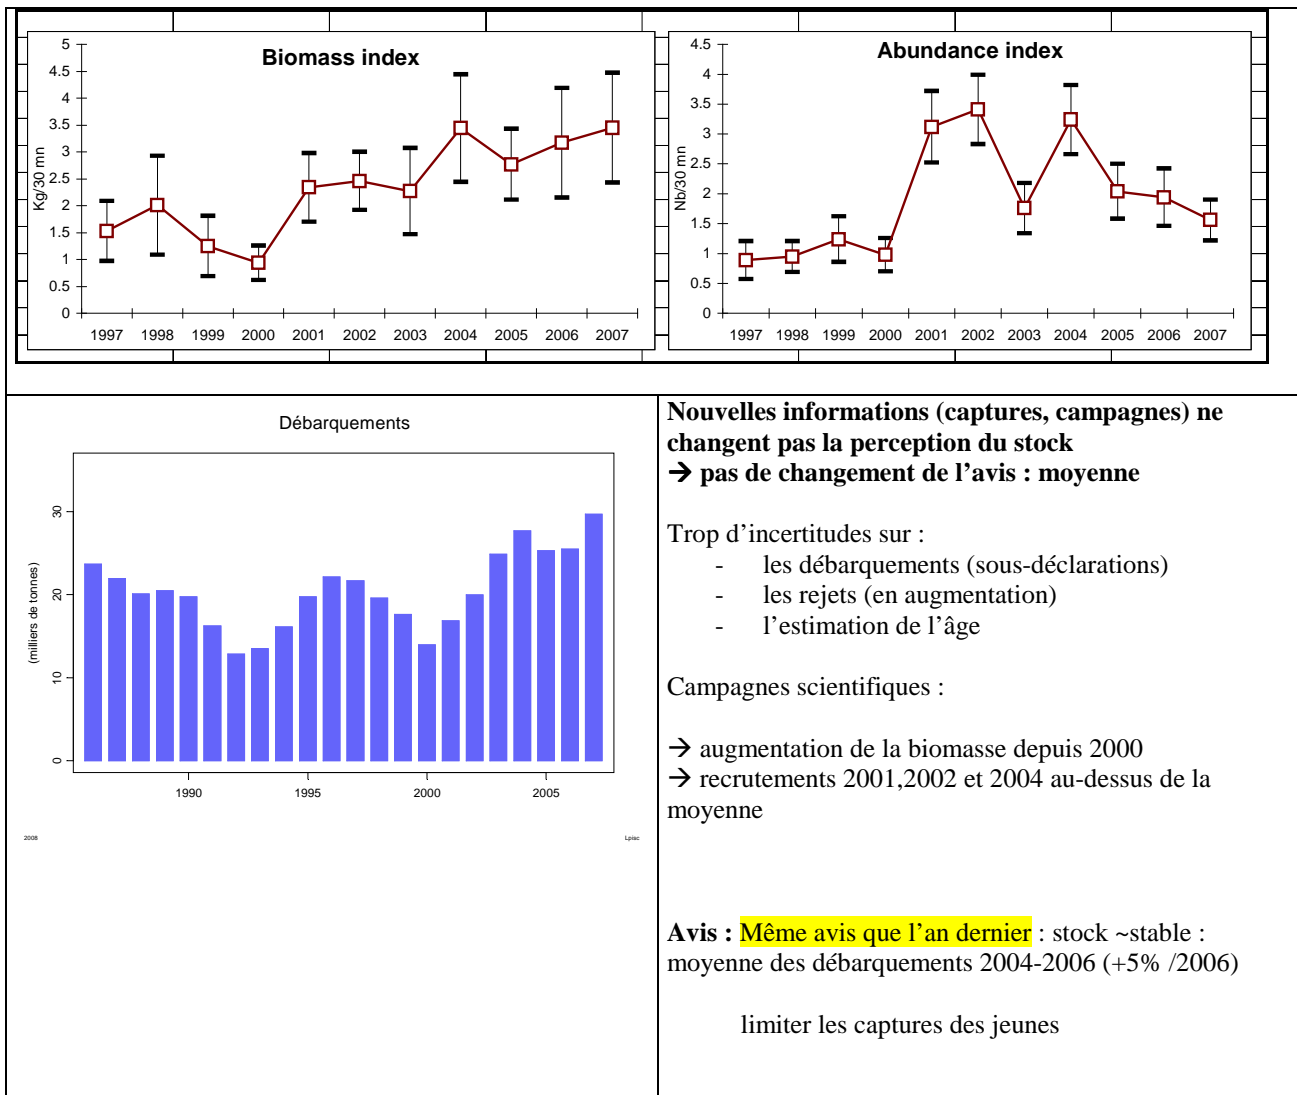 Biomass index
Kg/30 mn
5
4.5
4
3.5
3
2.5
2
1.5
1
0.5
0
1997 1998 1999 2000 2001 2002 2003 2004 2005 2006 2007
Abundance index
Nb/30 mn
4.5
4
3.5
3
2.5
2
1.5
1
0.5
0
1997 1998 1999 2000 2001 2002 2003 2004 2005 2006 2007
Débarquements
(milliers de tonnes)
30
20
10
0
1990 1995 2000 2005
2008 Lpisc
Nouvelles informations (captures, campagnes) ne
changent pas la perception du stock
→ pas de changement de l’avis : moyenne
Trop d’incertitudes sur :
- les débarquements (sous-déclarations)
- les rejets (en augmentation)
- l’estimation de l’âge
Campagnes scientifiques :
→ augmentation de la biomasse depuis 2000
→ recrutements 2001,2002 et 2004 au-dessus de la
moyenne
Avis : Même avis que l’an dernier : stock ~stable :
moyenne des débarquements 2004-2006 (+5% /2006)
limiter les captures des jeunes